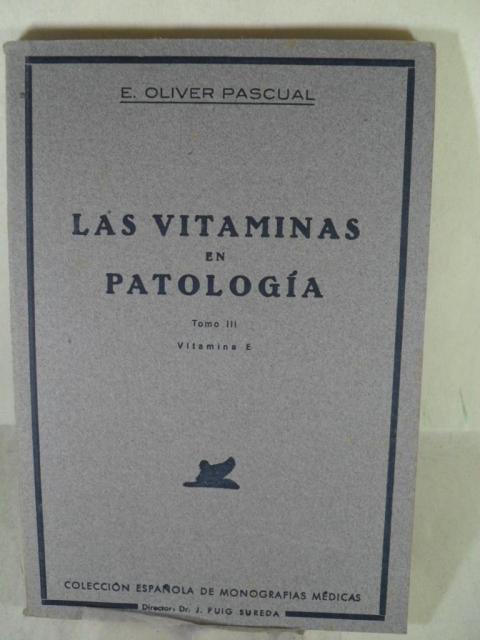 E. OLIVER PASCUAL
LAS VITAMINAS
EN
PATOLOGÍA
Tomo III
Vitamina E
COLECCIÓN ESPAÑOLA DE MONOGRAFIAS MÉDICAS
Director: Dr. J. PUIG SUREDA